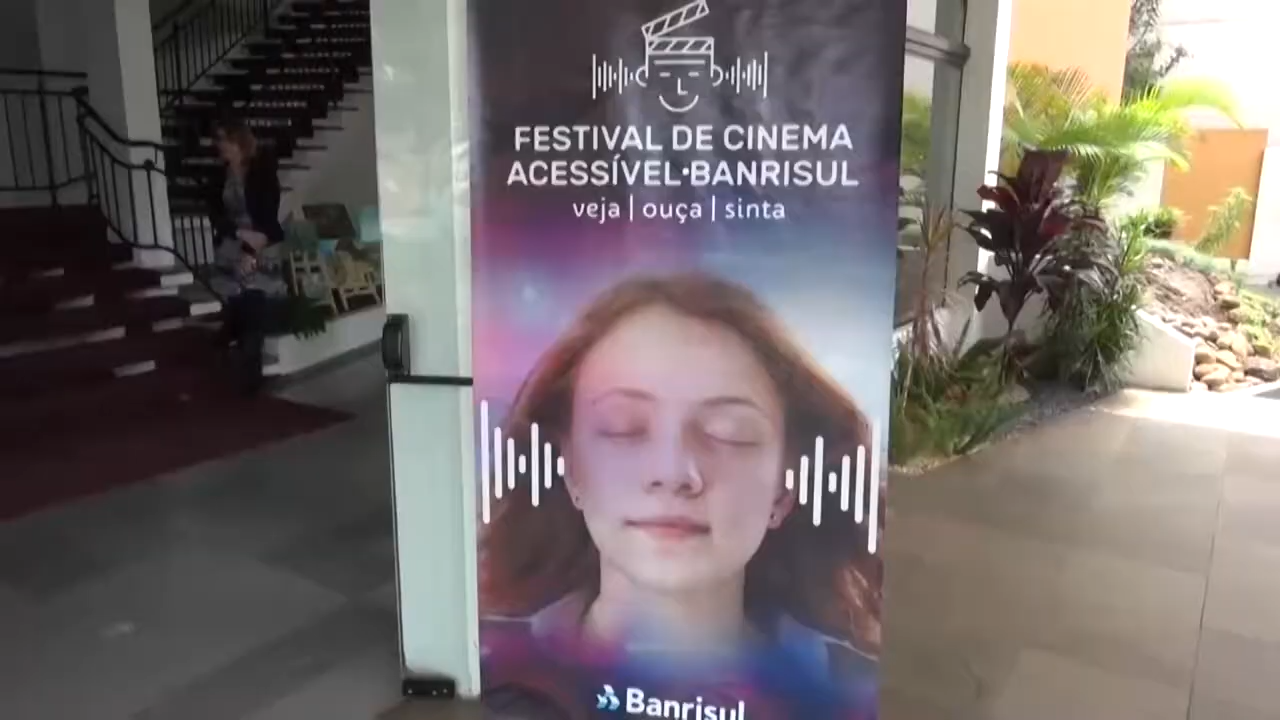 FESTIVAL DE CINEMA
ACESSÍVEL•BANRISUL
veja | ouça | sinta
Banrisul